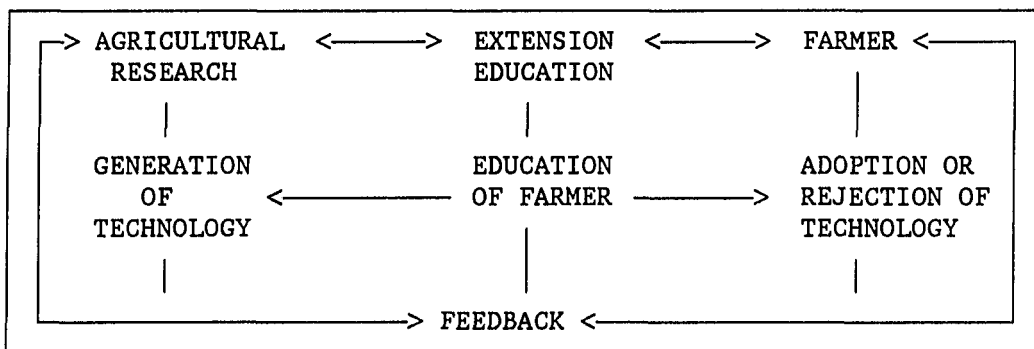 AGRICULTURAL EXTENSION FARMER
RESEARCH EDUCATION
GENERATION EDUCATION ADOPTION OR
OF OF FARMER REJECTION OF
TECHNOLOGY TECHNOLOGY
FEEDBACK